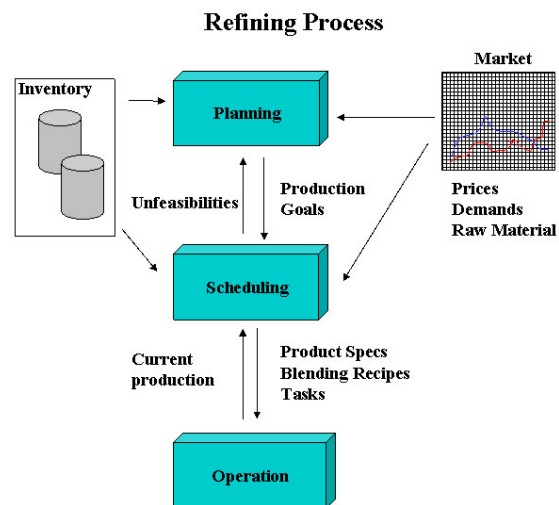 Refining Process
Inventory
Market
Planning
Unfeasibilities
Production
Goals
Prices
Demands
Raw Material
Scheduling
Current
production
Product Specs
Blending Recipes
Tasks
Operation